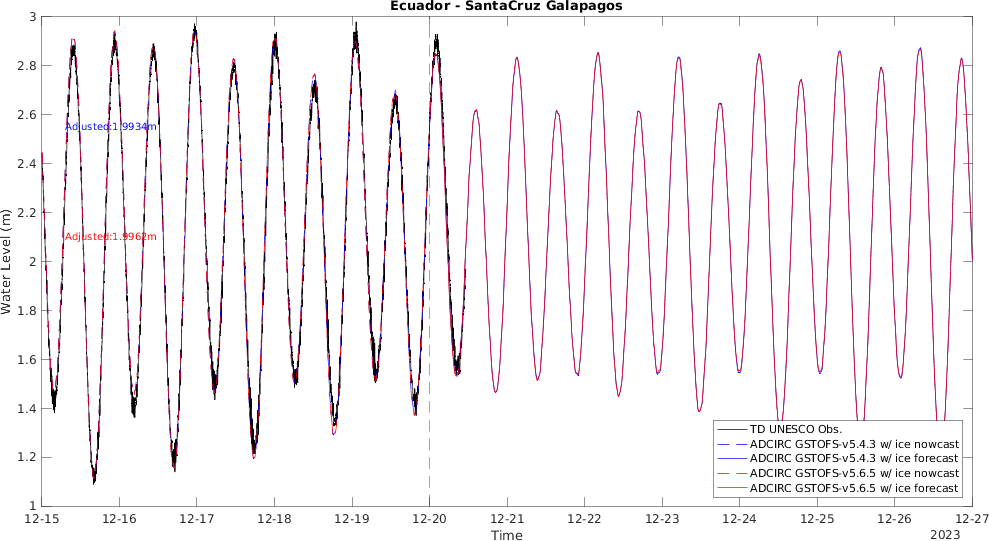 Ecuador - SantaCruz Galapagos
3
2.8
2.6
2.4
2.2
2
1.8
1.6
1.4
1.2
1
Water Level (m)
Adjusted:1.9934m
Adjusted:1.9962m
TD UNESCO Obs.
ADCIRC GSTOFS-v5.4.3 w/ ice nowcast
ADCIRC GSTOFS-v5.4.3 w/ ice forecast
ADCIRC GSTOFS-v5.6.5 w/ ice nowcast
ADCIRC GSTOFS-v5.6.5 w/ ice forecast
12-15 12-16 12-17 12-18 12-19 12-20 12-21 12-22 12-23 12-24 12-25 12-26 12-27
Time
2023